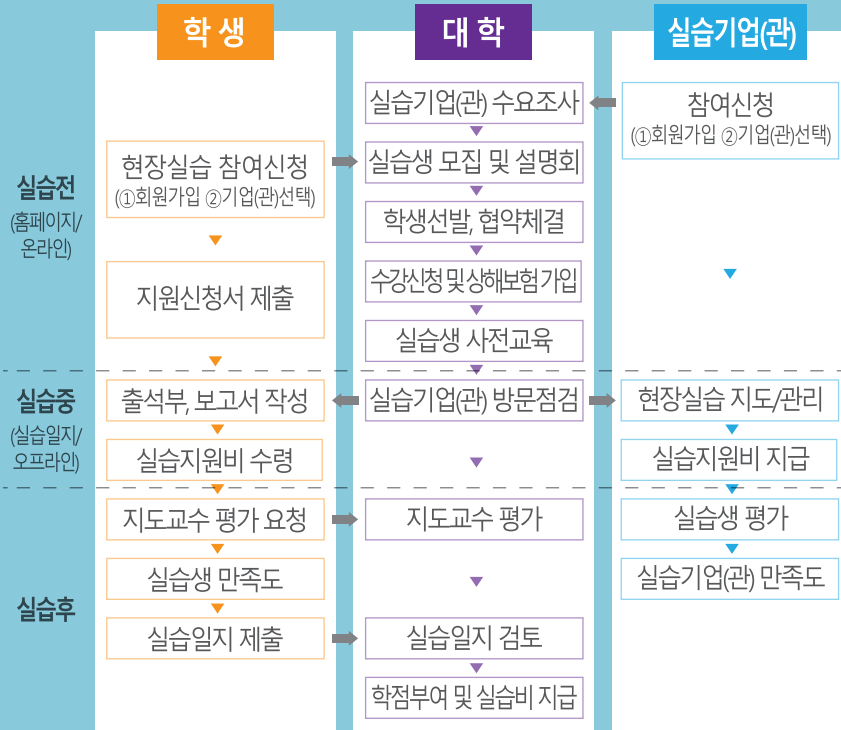 학 생
대 학
실습기업(관)
실습전
(홈페이지/
온라인)
현장실습 참여신청
(①회원가입 ②기업(관)선택)
지원신청서 제출
실습기업(관) 수요조사
실습생 모집 및 설명회
학생선발, 협약체결
수강신청 및 상해보험 가입
실습생 사전교육
참여신청
(①회원가입 ②기업(관)선택)
실습중
(실습일지/
오프라인)
출석부, 보고서 작성
실습지원비 수령
실습기업(관) 방문점검
현장실습 지도/관리
실습지원비 지급
실습후
지도교수 평가 요청
실습생 만족도
실습일지 제출
지도교수 평가
실습일지 검토
학점부여 및 실습비 지급
실습생 평가
실습기업(관) 만족도